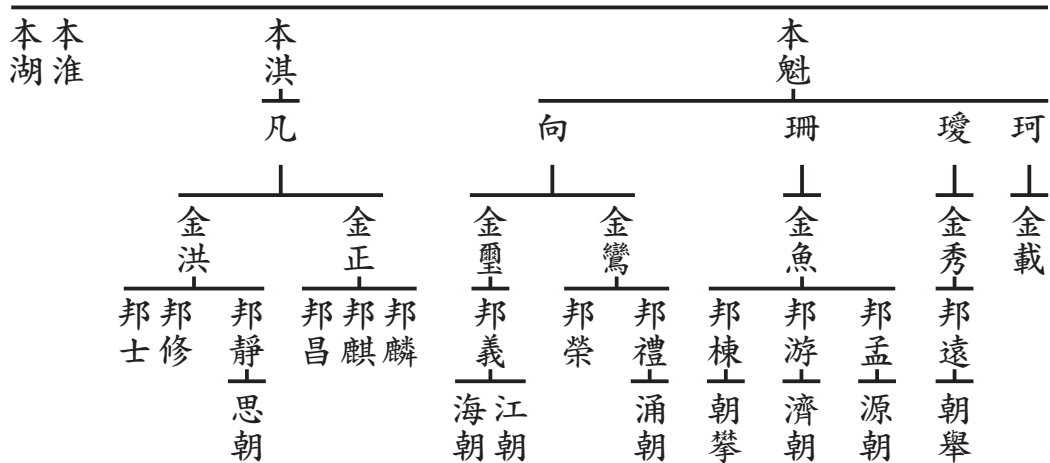 本魁
本淇
本淮
本湖
珂
璦
珊
向
凡
金載
金秀
金魚
金鸞
金璽
金正
金洪
邦遠
邦孟
邦游
邦棟
邦禮
邦榮
邦義
邦麟
邦麒
邦昌
邦靜
邦修
邦士
朝舉
源朝
濟朝
朝攀
涌朝
江朝
海朝
思朝